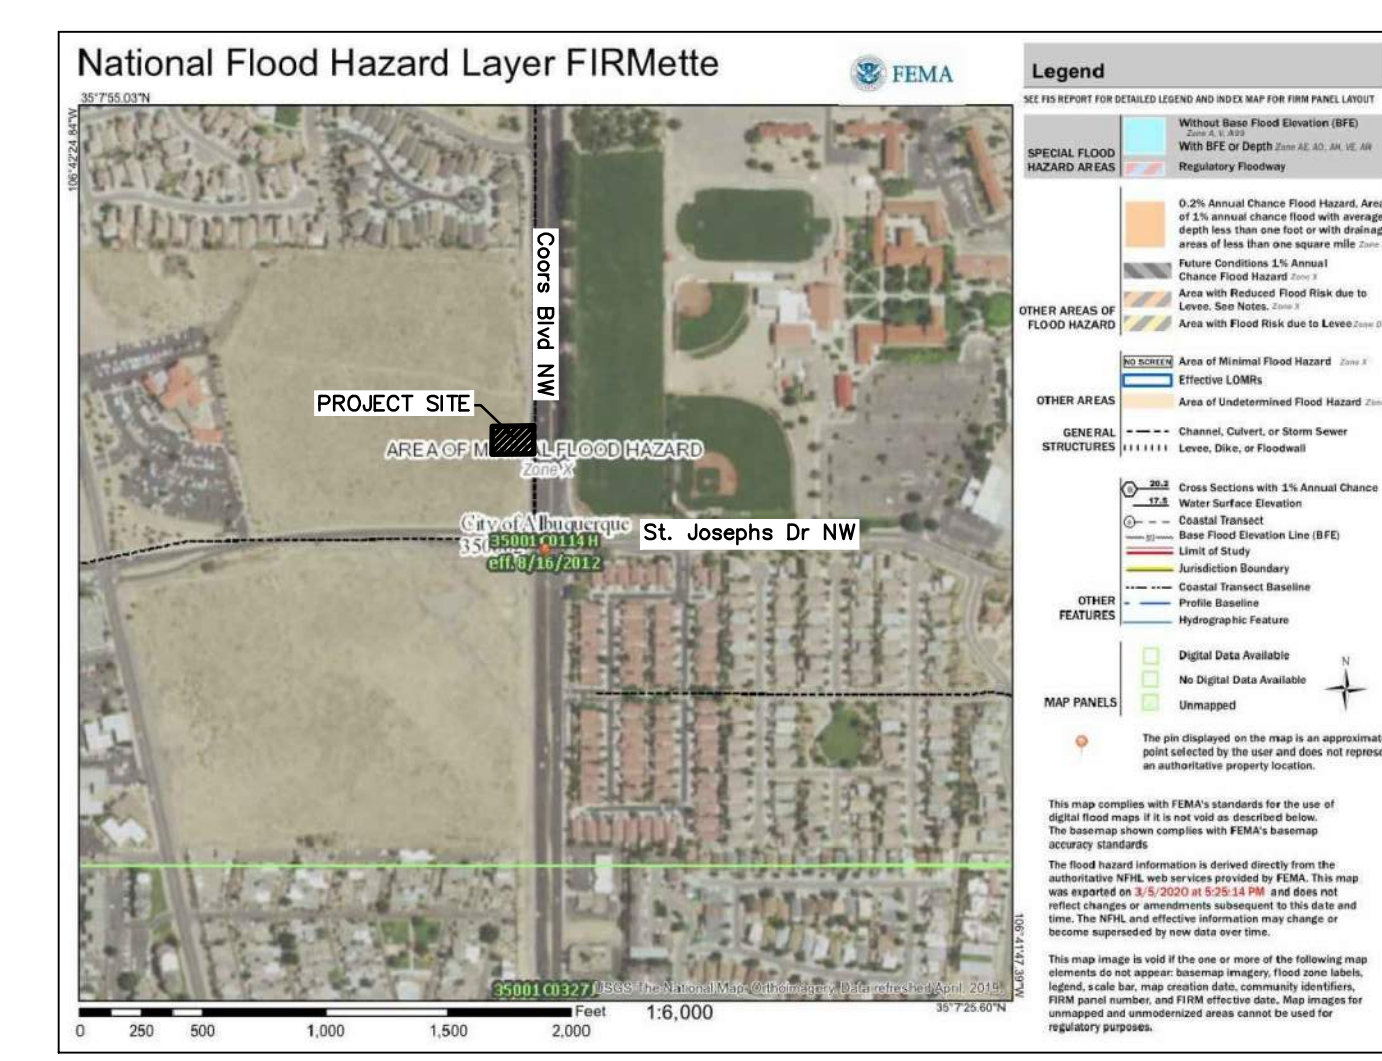 National Flood Hazard Layer FIRMette
FEMA
35°7'55.03"N
106°42'24.84"W
Coors Blvd NW
PROJECT SITE
AREA OF M AL FLOOD HAZARD
Zone X
City of Albuquerque
350
35001C0114H
eff. 8/16/2012
St. Josephs Dr NW
35001C0327
USGS The National Map: Orthoimagery. Data refreshed April, 2019.
106°41'47.39"W
35°7'25.60"N
Feet
1:6,000
0
250
500
1,000
1,500
2,000
Legend
SEE FIS REPORT FOR DETAILED LEGEND AND INDEX MAP FOR FIRM PANEL LAYOUT
SPECIAL FLOOD
HAZARD AREAS
Without Base Flood Elevation (BFE)
Zone A, V, A99
With BFE or Depth Zone AE, AO, AH, VE, AR
Regulatory Floodway
0.2% Annual Chance Flood Hazard, Area
of 1% annual chance flood with average
depth less than one foot or with drainag
areas of less than one square mile Zone
Future Conditions 1% Annual
Chance Flood Hazard Zone X
Area with Reduced Flood Risk due to
Levee. See Notes. Zone X
Area with Flood Risk due to Levee Zone D
OTHER AREAS OF
FLOOD HAZARD
NO SCREEN Area of Minimal Flood Hazard Zone X
Effective LOMRs
OTHER AREAS
Area of Undetermined Flood Hazard Zon
GENERAL
STRUCTURES
Channel, Culvert, or Storm Sewer
Levee, Dike, or Floodwall
20.2 Cross Sections with 1% Annual Chance
17.5 Water Surface Elevation
Coastal Transect
Base Flood Elevation Line (BFE)
Limit of Study
Jurisdiction Boundary
Coastal Transect Baseline
OTHER
FEATURES
Profile Baseline
Hydrographic Feature
Digital Data Available
No Digital Data Available
MAP PANELS
Unmapped
N
The pin displayed on the map is an approximat
point selected by the user and does not represe
an authoritative property location.
This map complies with FEMA's standards for the use of
digital flood maps if it is not void as described below.
The basemap shown complies with FEMA's basemap
accuracy standards
The flood hazard information is derived directly from the
authoritative NFHL web services provided by FEMA. This map
was exported on 3/5/2020 at 5:25:14 PM and does not
reflect changes or amendments subsequent to this date and
time. The NFHL and effective information may change or
become superseded by new data over time.
This map image is void if the one or more of the following map
elements do not appear: basemap imagery, flood zone labels,
legend, scale bar, map creation date, community identifiers,
FIRM panel number, and FIRM effective date. Map images for
unmapped and unmodernized areas cannot be used for
regulatory purposes.